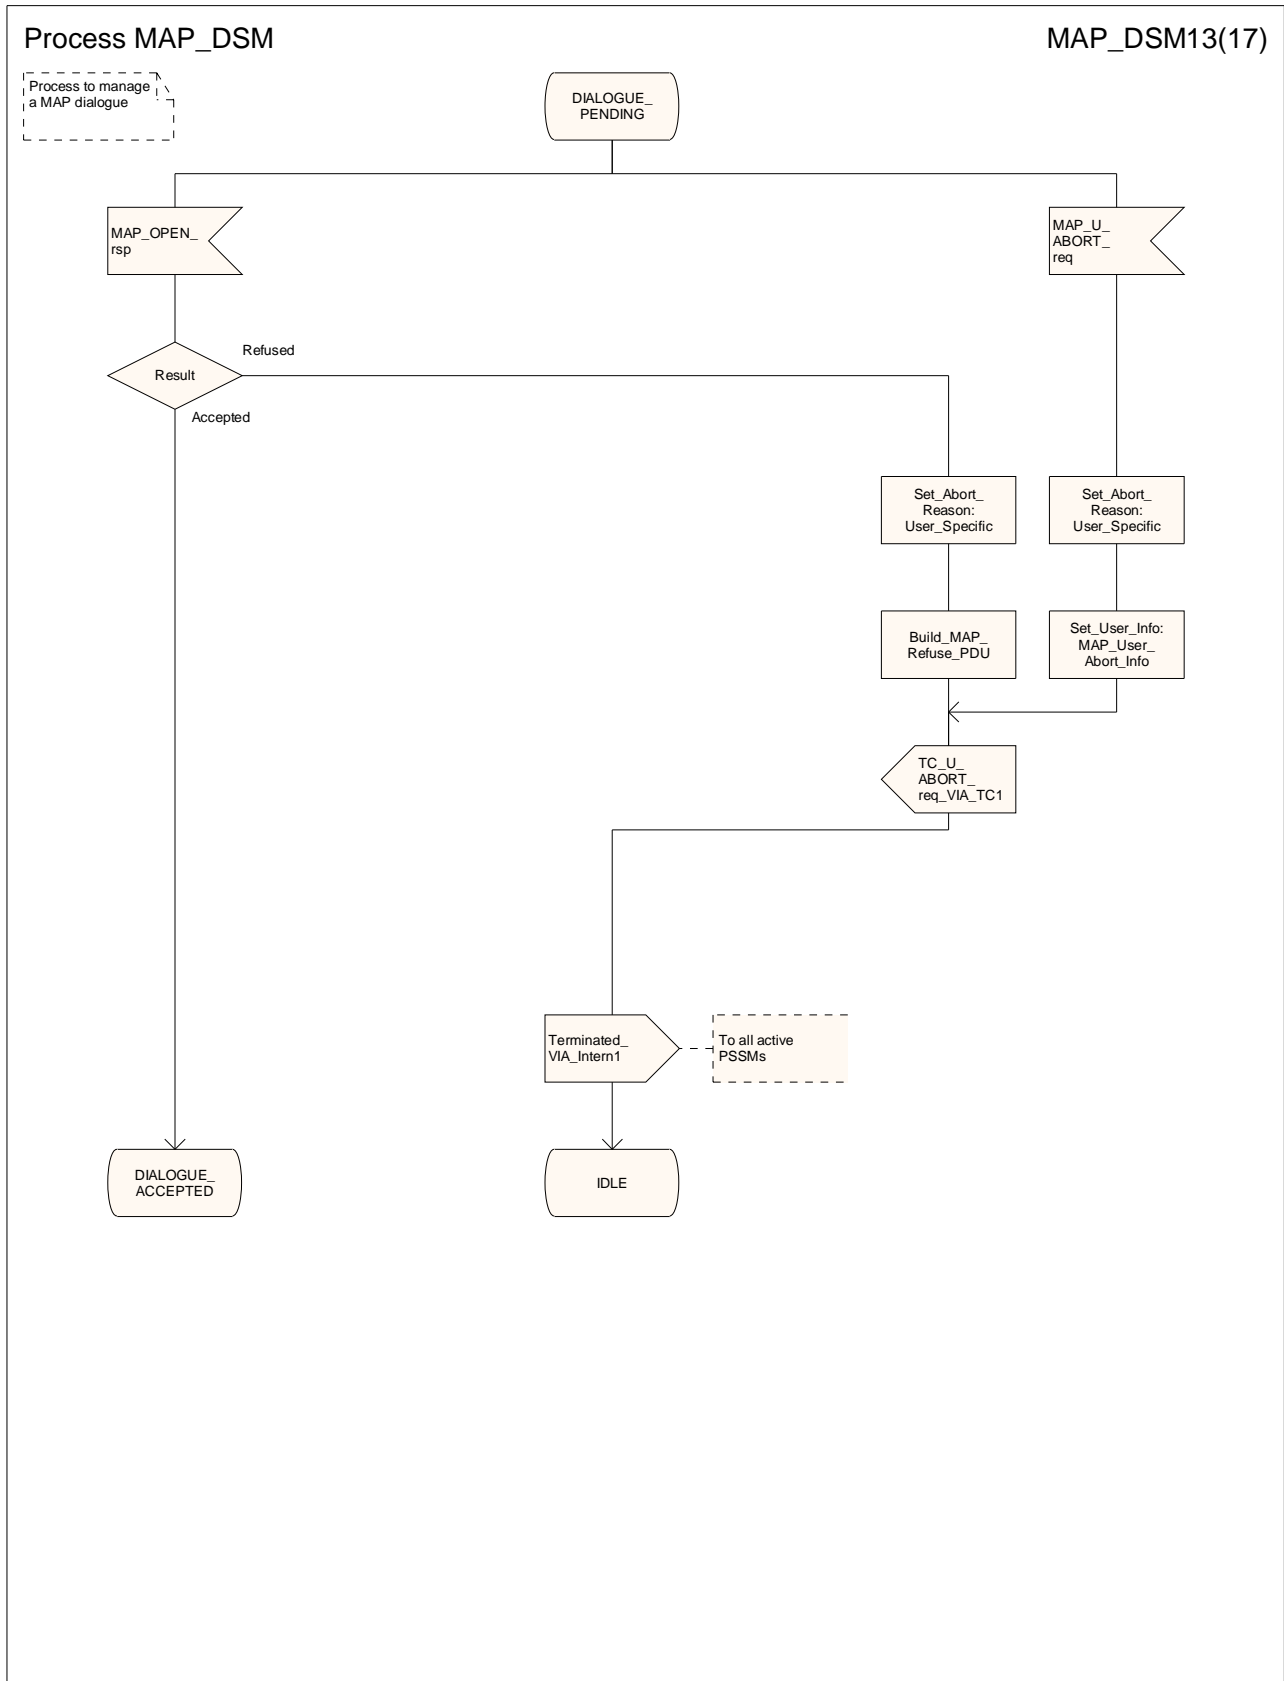 Process MAP_DSM
MAP_DSM13(17)
Process to manage
a MAP dialogue
DIALOGUE_
PENDING
MAP_OPEN_
rsp
MAP_U_
ABORT_
req
Result
Refused
Accepted
Set_Abort_
Reason:
User_Specific
Set_Abort_
Reason:
User_Specific
Build_MAP_
Refuse_PDU
Set_User_Info:
MAP_User_
Abort_Info
TC_U_
ABORT_
req_VIA_TC1
Terminated_
VIA_Intern1
To all active
PSSMs
DIALOGUE_
ACCEPTED
IDLE